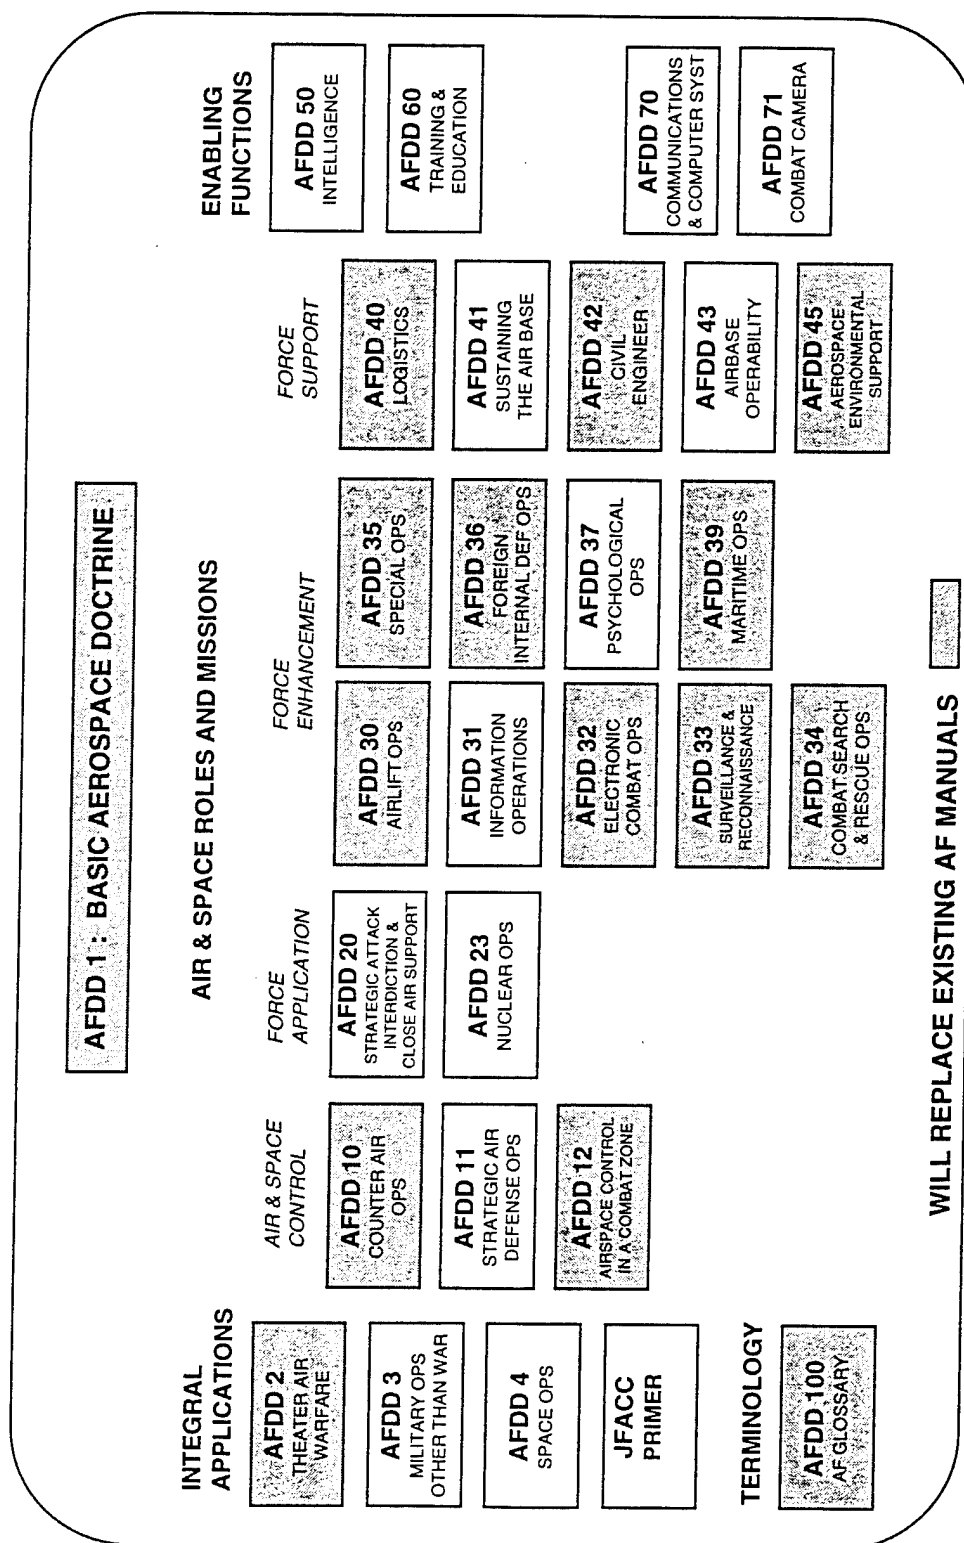 AFDD 1 : BASIC AEROSPACE DOCTRINE
INTEGRAL
APPLICATIONS
AFDD 2
THEATER AIR
WARFARE
AFDD 3
MILITARY OPS
OTHER THAN WAR
AFDD 4
SPACE OPS
JFACC
PRIMER
TERMINOLOGY
AFDD 100
AF GLOSSARY
AIR & SPACE ROLES AND MISSIONS
AIR & SPACE
CONTROL
AFDD 10
COUNTER AIR
OPS
AFDD 11
STRATEGIC AIR
DEFENSE OPS
AFDD 12
AIRSPACE CONTROL
IN A COMBAT ZONE
FORCE
APPLICATION
AFDD 20
STRATEGIC ATTACK
INTERDICTION &
CLOSE AIR SUPPORT
AFDD 23
NUCLEAR OPS
FORCE
ENHANCEMENT
AFDD 30
AIRLIFT OPS
AFDD 31
INFORMATION
OPERATIONS
AFDD 32
ELECTRONIC
COMBAT OPS
AFDD 33
SURVEILLANCE &
RECONNAISSANCE
AFDD 34
COMBAT SEARCH
& RESCUE OPS
AFDD 35
SPECIAL OPS
AFDD 36
FOREIGN
INTERNAL DEF OPS
AFDD 37
PSYCHOLOGICAL
OPS
AFDD 39
MARITIME OPS
FORCE
SUPPORT
AFDD 40
LOGISTICS
AFDD 41
SUSTAINING
THE AIR BASE
AFDD 42
CIVIL
ENGINEER
AFDD 43
AIRBASE
OPERABILITY
AFDD 45
AEROSPACE
ENVIRONMENTAL
SUPPORT
ENABLING
FUNCTIONS
AFDD 50
INTELLIGENCE
AFDD 60
TRAINING &
EDUCATION
AFDD 70
COMMUNICATIONS
& COMPUTER SYST
AFDD 71
COMBAT CAMERA
WILL REPLACE EXISTING AF MANUALS